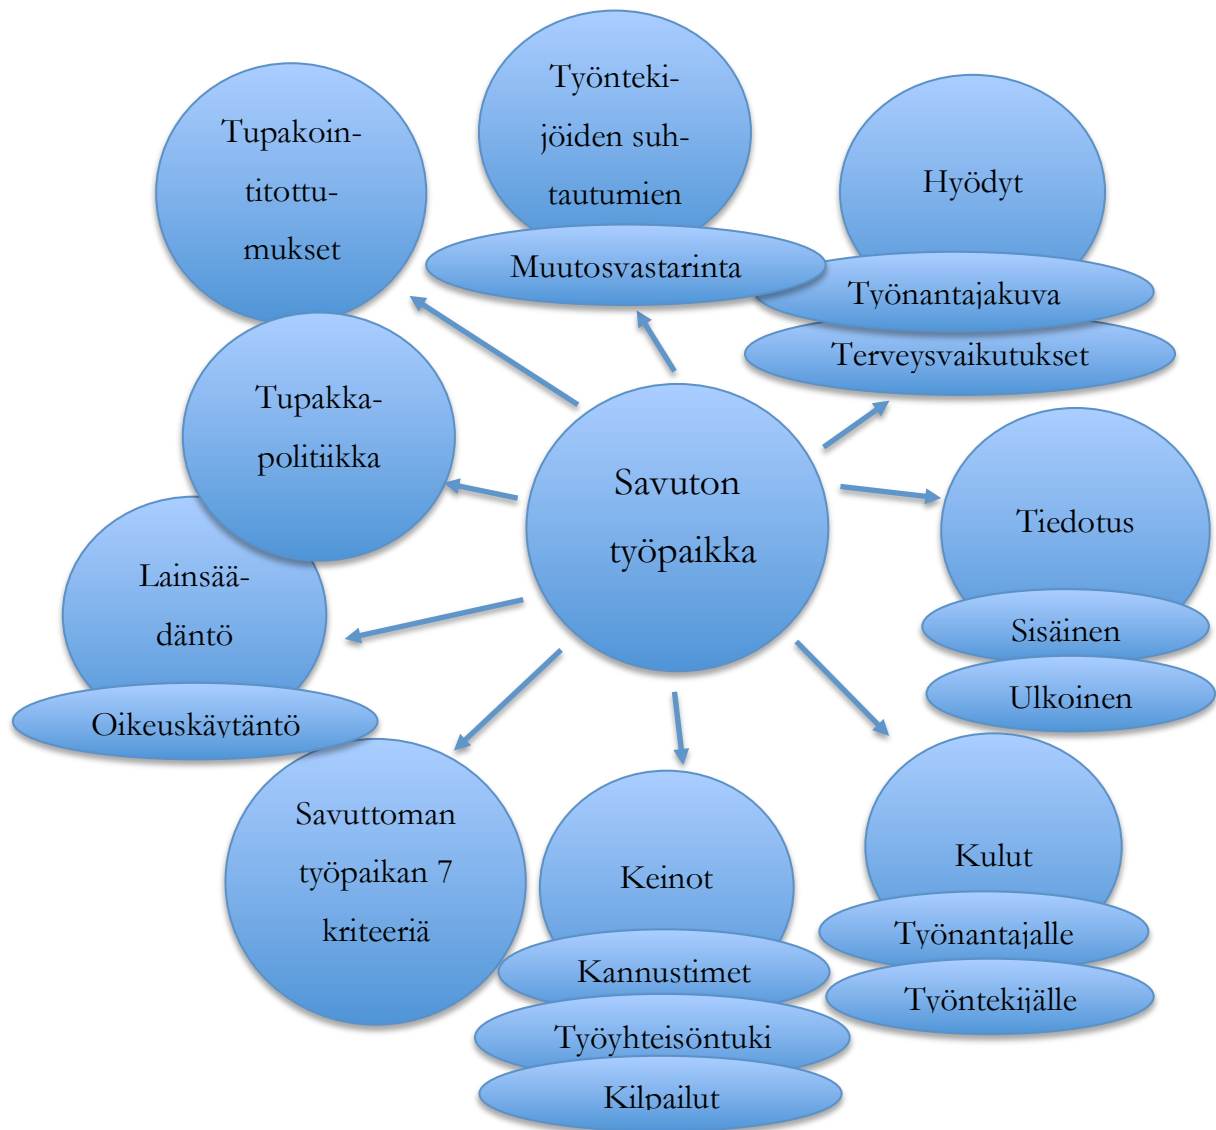 Työnteki-
jöiden suh-
tautumien
Muutosvastarinta
Tupakoin-
titottu-
mukset
Hyödyt
Työnantajakuva
Terveysvaikutukset
Tupakka-
politiikka
Savuton
työpaikka
Tiedotus
Sisäinen
Ulkoinen
Lainsää-
däntö
Oikeuskäytäntö
Savuttoman
työpaikan 7
kriteeriä
Keinot
Kannustimet
Työyhteisöntuki
Kilpailut
Kulut
Työnantajalle
Työntekijälle